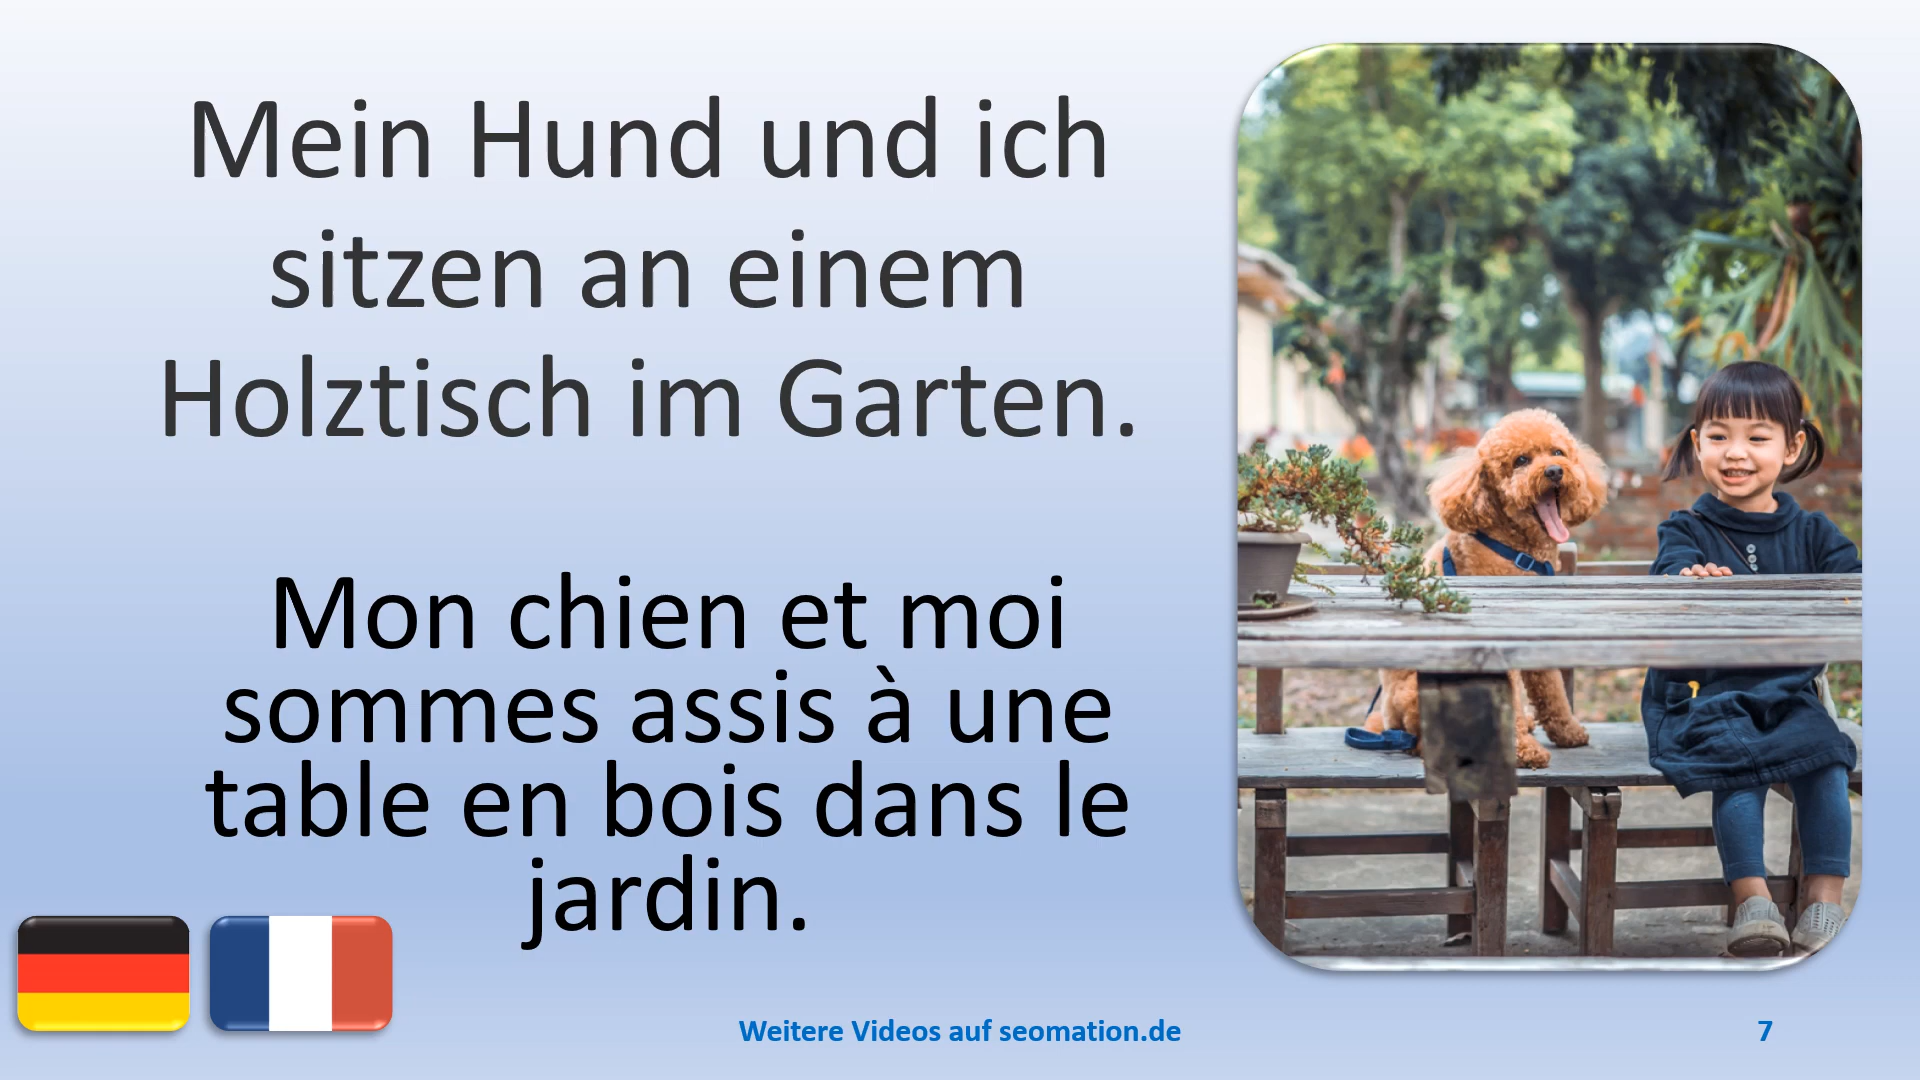 Mein Hund und ich
sitzen an einem
Holztisch im Garten.
Mon chien et moi
sommes assis à une
table en bois dans le
jardin.
Weitere Videos auf seomation.de
7